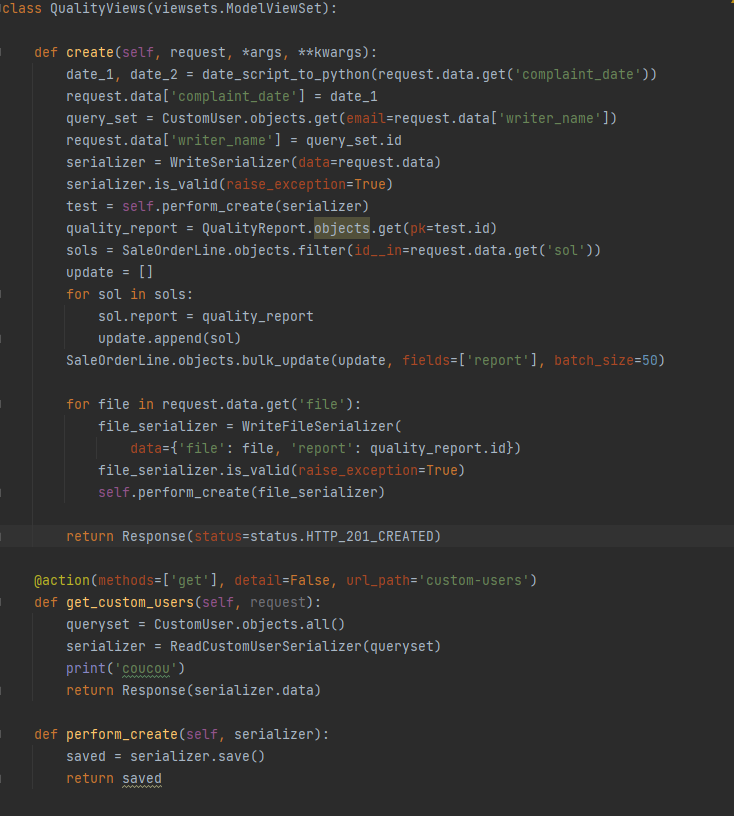 class QualityViews(viewsets.ModelViewSet):
def create(self, request, *args, **kwargs):
date_1, date_2 = date_script_to_python(request.data.get('complaint_date'))
request.data['complaint_date'] = date_1
query_set = CustomUser.objects.get(email=request.data['writer_name'])
request.data['writer_name'] = query_set.id
serializer = WriteSerializer(data=request.data)
serializer.is_valid(raise_exception=True)
test = self.perform_create(serializer)
quality_report = QualityReport.objects.get(pk=test.id)
sols = SaleOrderLine.objects.filter(id__in=request.data.get('sol'))
update = []
for sol in sols:
sol.report = quality_report
update.append(sol)
SaleOrderLine.objects.bulk_update(update, fields=['report'], batch_size=50)
for file in request.data.get('file'):
file_serializer = WriteFileSerializer(
data={'file': file, 'report': quality_report.id})
file_serializer.is_valid(raise_exception=True)
self.perform_create(file_serializer)
return Response(status=status.HTTP_201_CREATED)
@action(methods=['get'], detail=False, url_path='custom-users')
def get_custom_users(self, request):
queryset = CustomUser.objects.all()
serializer = ReadCustomUserSerializer(queryset)
print('coucou')
return Response(serializer.data)
def perform_create(self, serializer):
saved = serializer.save()
return saved